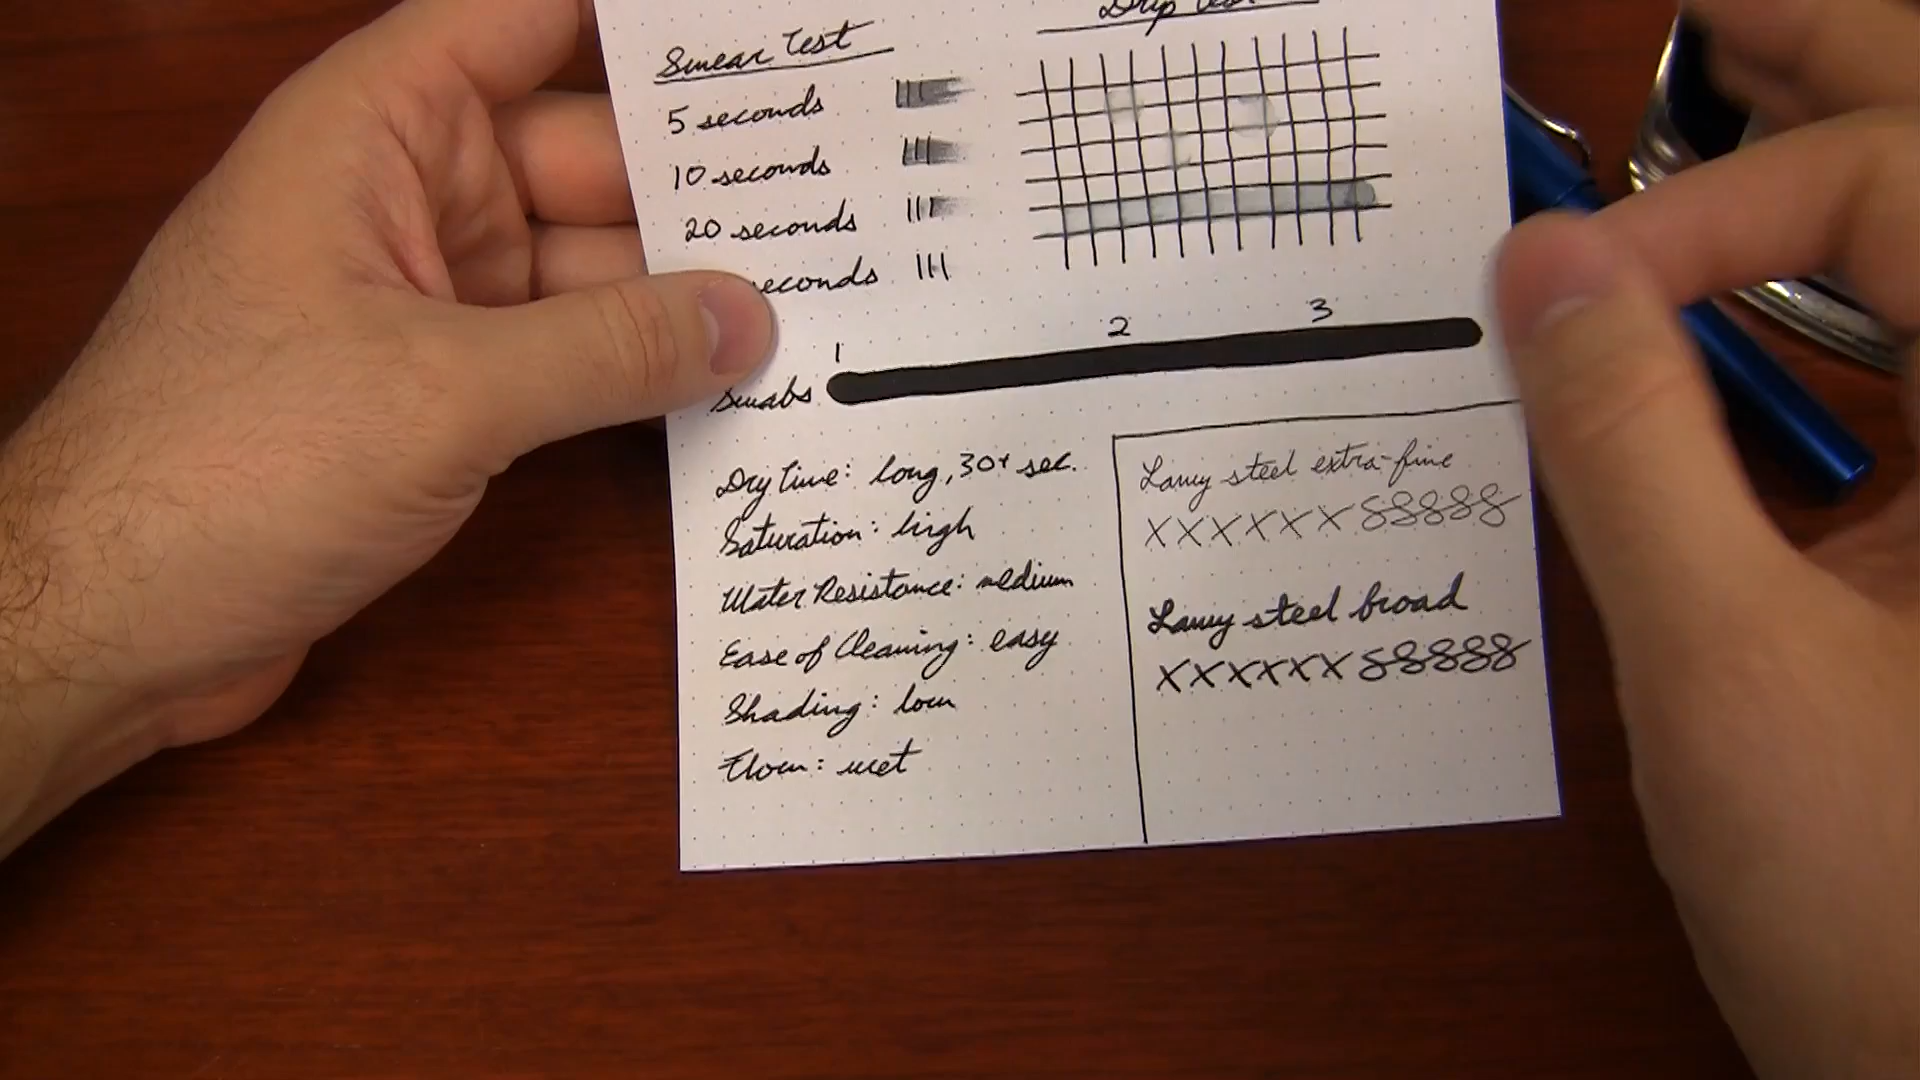 Smear Test
Drip Test
5 seconds
10 seconds
20 seconds
seconds
1 2 3
Swabs
Dry Time: long, 30+ sec.
Saturation: high
Water Resistance: medium
Ease of Cleaning: easy
Shading: low
Flow: wet
Lamy steel extra-fine
xxxxxx 88888
Lamy steel broad
xxxxxx 88888